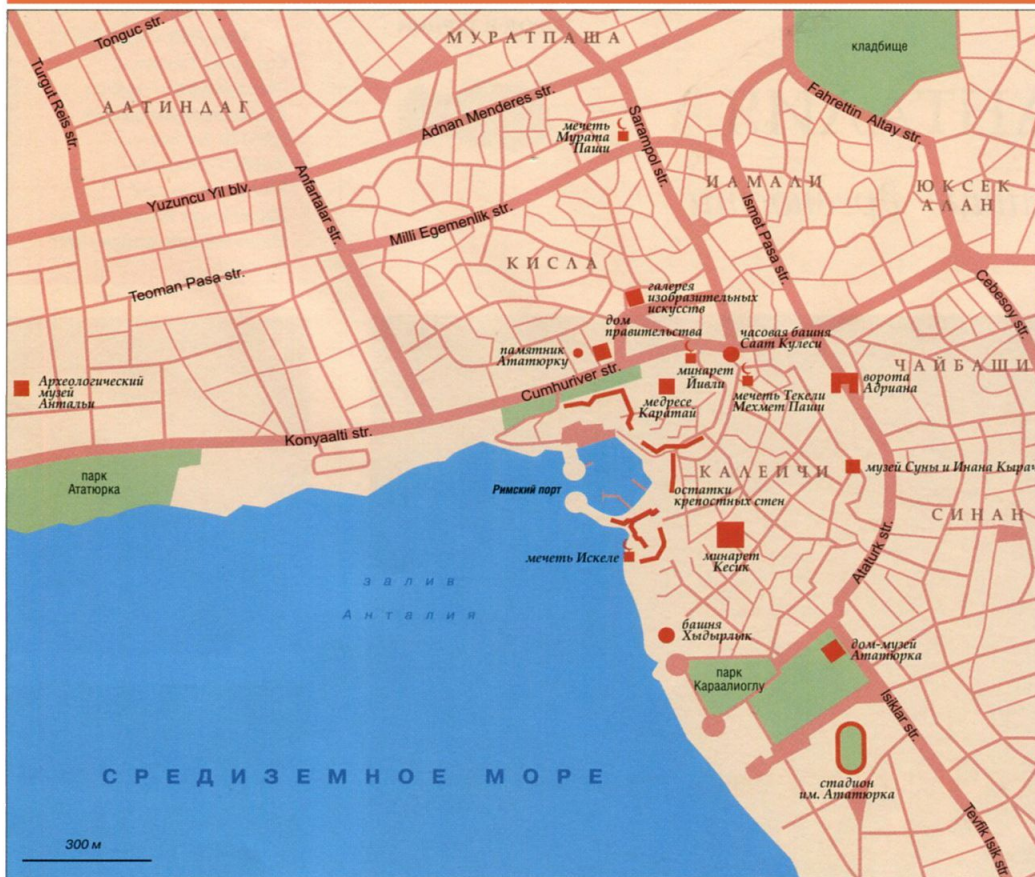 Tonguc str.
МУРАТПАША
кладбище
Turgut Reis str.
АЛТИНДАГ
Adnan Menderes str.
Fahrettin Altay str.
мечеть
Мурата
Паши
Sarampol str.
Anfartalar str.
ИЛМАЛИ
ЮКСЕК
АЛАН
Yuzuncu Yil blv.
Ismet Pasa str.
Milli Egemenlik str.
КИСЛА
Teoman Pasa str.
Cebesoy str.
галерея
изобразительных
искусств
дом
правительства
часовая башня
Саат Кулеси
памятник
Ататюрку
минарет
Йивли
ЧАЙБАШИ
Археологический
музей
Антальи
Cumhuriver str.
медресе
Каратай
мечеть Текели
Мехмет Паши
ворота
Адриана
Konyaalti str.
парк
Ататюрка
КАЛЕИЧИ
музей Суны и Инана Кырач
Римский порт
остатки
крепостных стен
СИНАН
мечеть Искеле
минарет
Кесик
Ataturk str.
залив
Анталия
башня
Хыдырлык
дом-музей
Ататюрка
парк
Караалиоглу
Isiklar str.
СРЕДИЗЕМНОЕ МОРЕ
стадион
им. Ататюрка
Tevfik Isik str.
300 м